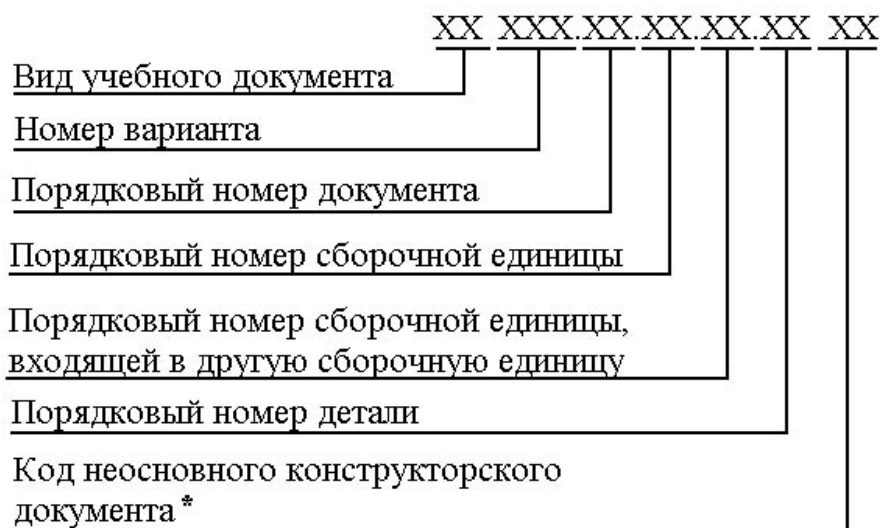 XX XXX.XX.XX.XX.XX XX
Вид учебного документа
Номер варианта
Порядковый номер документа
Порядковый номер сборочной единицы
Порядковый номер сборочной единицы,
входящей в другую сборочную единицу
Порядковый номер детали
Код неосновного конструкторского
документа*